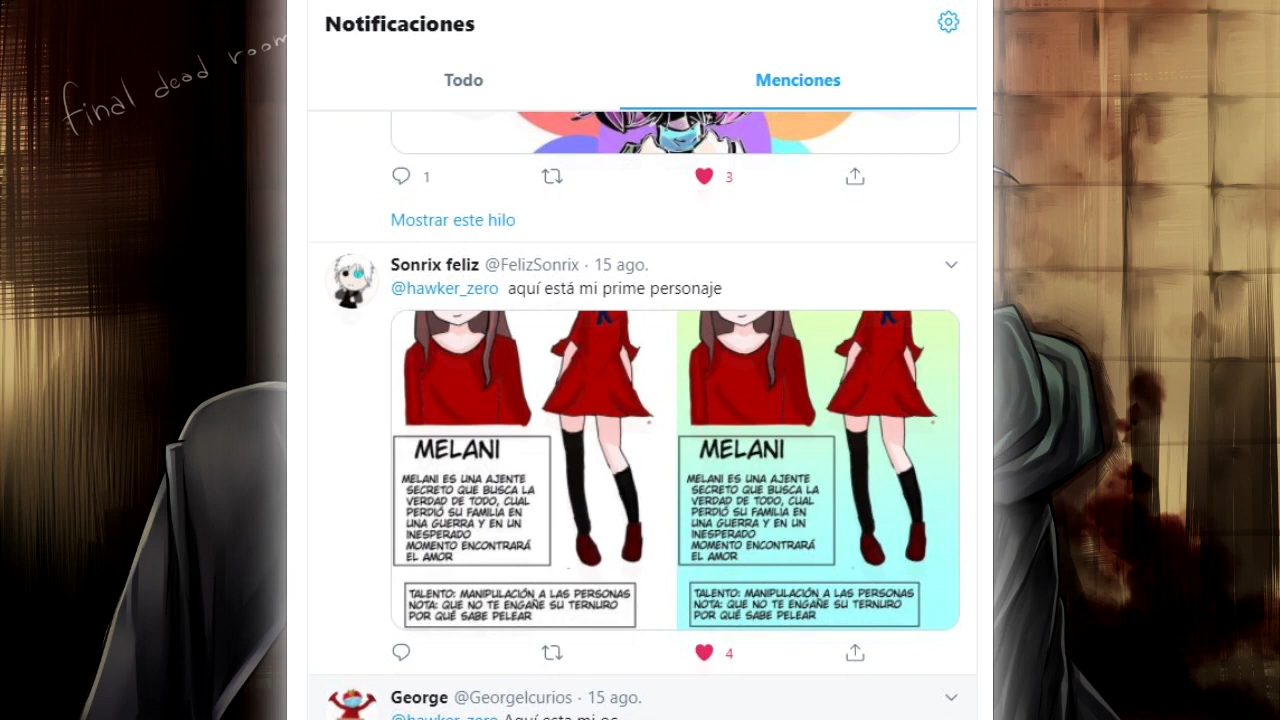 final dead room
Notificaciones
Todo
Menciones
1
3
Mostrar este hilo
Sonrix feliz @FelizSonrix · 15 ago.
@hawker_zero aquí está mi prime personaje
MELANI
MELANI ES UNA AJENTE
SECRETO QUE BUSCA LA
VERDAD DE TODO, CUAL
PERDIÓ SU FAMILIA EN
UNA GUERRA Y EN UN
INESPERADO
MOMENTO ENCONTRARÁ
EL AMOR
TALENTO: MANIPULACIÓN A LAS PERSONAS
NOTA: QUE NO TE ENGAÑE SU TERNURO
POR QUÉ SABE PELEAR
MELANI
MELANI ES UNA AJENTE
SECRETO QUE BUSCA LA
VERDAD DE TODO, CUAL
PERDIÓ SU FAMILIA EN
UNA GUERRA Y EN UN
INESPERADO
MOMENTO ENCONTRARÁ
EL AMOR
TALENTO: MANIPULACIÓN A LAS PERSONAS
NOTA: QUE NO TE ENGAÑE SU TERNURO
POR QUÉ SABE PELEAR
4
George @Georgelcurios · 15 ago.
@hawker_zero Aquí esta mi oc